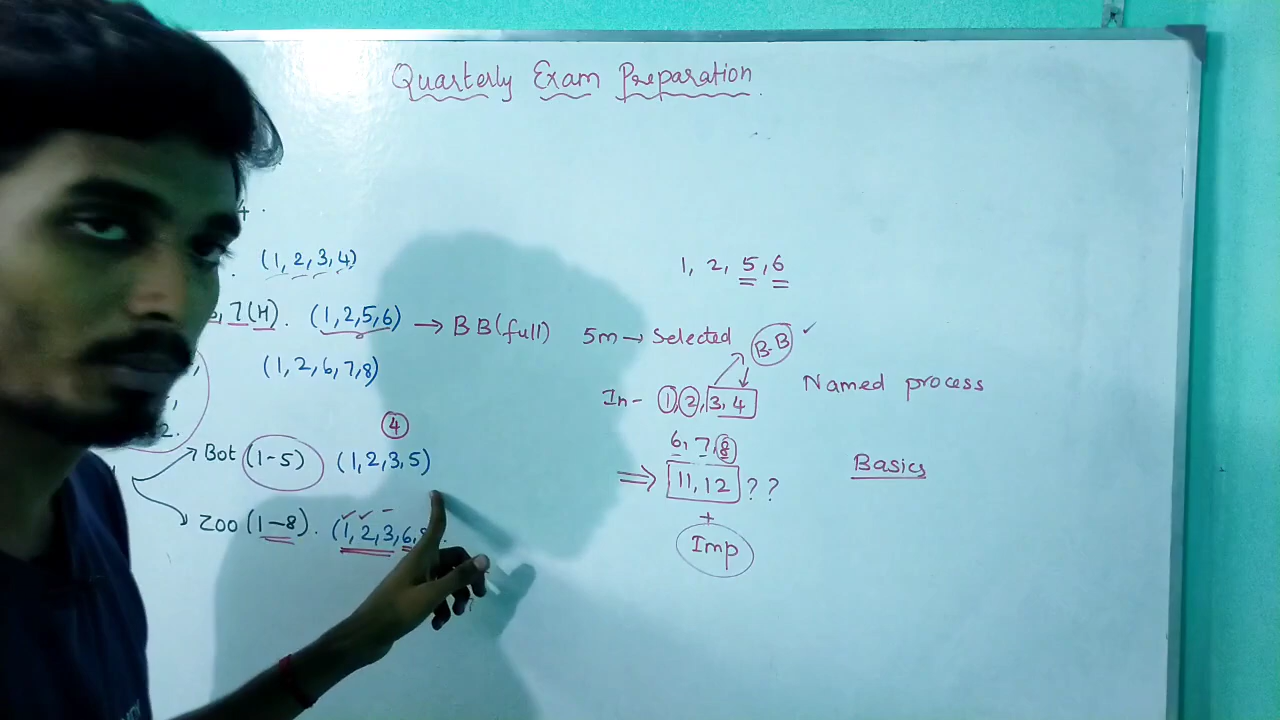 Quarterly Exam Preparation
+ .
. (1, 2, 3, 4)
, 7(H). (1, 2, 5, 6) → BB(full)
(1, 2, 6, 7, 8)
2.
④
Bot (1-5) (1, 2, 3, 5)
Zoo (1-8). (1, 2, 3, 6,
1, 2, 5, 6
5m → Selected B.B ✓
In - ①, ②, 3, 4
Named process
6, 7, 8
⇒ 11, 12 ??
+
Imp
Basics